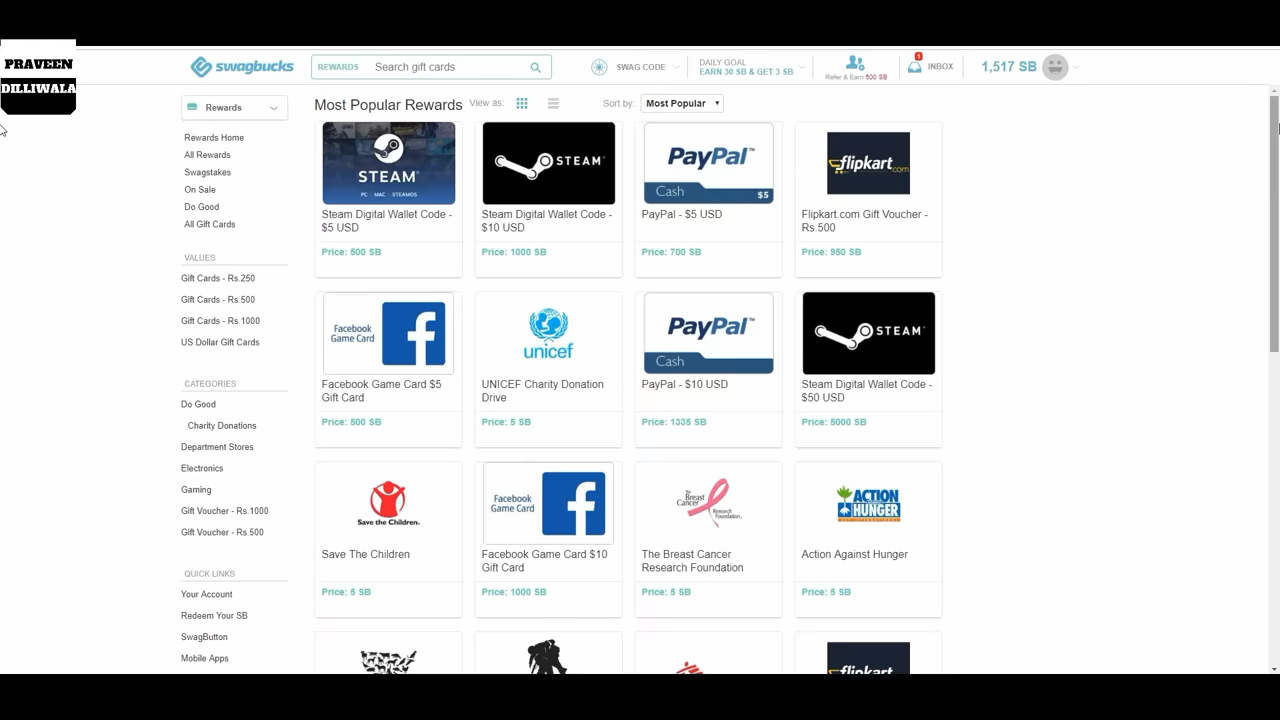 PRAVEEN
DILLIWALA
swagbucks
REWARDS Search gift cards
SWAG CODE
DAILY GOAL
EARN 30 SB & GET 3 SB
Refer & Earn 500 SB
1
INBOX
1,517 SB
Rewards
Rewards Home
All Rewards
Swagstakes
On Sale
Do Good
All Gift Cards
VALUES
Gift Cards - Rs.250
Gift Cards - Rs.500
Gift Cards - Rs.1000
US Dollar Gift Cards
CATEGORIES
Do Good
Charity Donations
Department Stores
Electronics
Gaming
Gift Voucher - Rs.1000
Gift Voucher - Rs.500
QUICK LINKS
Your Account
Redeem Your SB
SwagButton
Mobile Apps
Most Popular Rewards View as: Sort by: Most Popular
STEAM
PC | MAC | STEAMOS
Steam Digital Wallet Code -
$5 USD
Price: 500 SB
STEAM
Steam Digital Wallet Code -
$10 USD
Price: 1000 SB
PayPal™
Cash $5
PayPal - $5 USD
Price: 700 SB
flipkart.com
Flipkart.com Gift Voucher -
Rs.500
Price: 950 SB
Facebook
Game Card
Facebook Game Card $5
Gift Card
Price: 500 SB
unicef
UNICEF Charity Donation
Drive
Price: 5 SB
PayPal™
Cash
PayPal - $10 USD
Price: 1335 SB
STEAM
Steam Digital Wallet Code -
$50 USD
Price: 5000 SB
Save the Children.
Save The Children
Price: 5 SB
Facebook
Game Card
Facebook Game Card $10
Gift Card
Price: 1000 SB
The Breast
Cancer
Research
Foundation.
The Breast Cancer
Research Foundation
Price: 5 SB
ACTION
AGAINST
HUNGER
Action Against Hunger
Price: 5 SB
flipkart